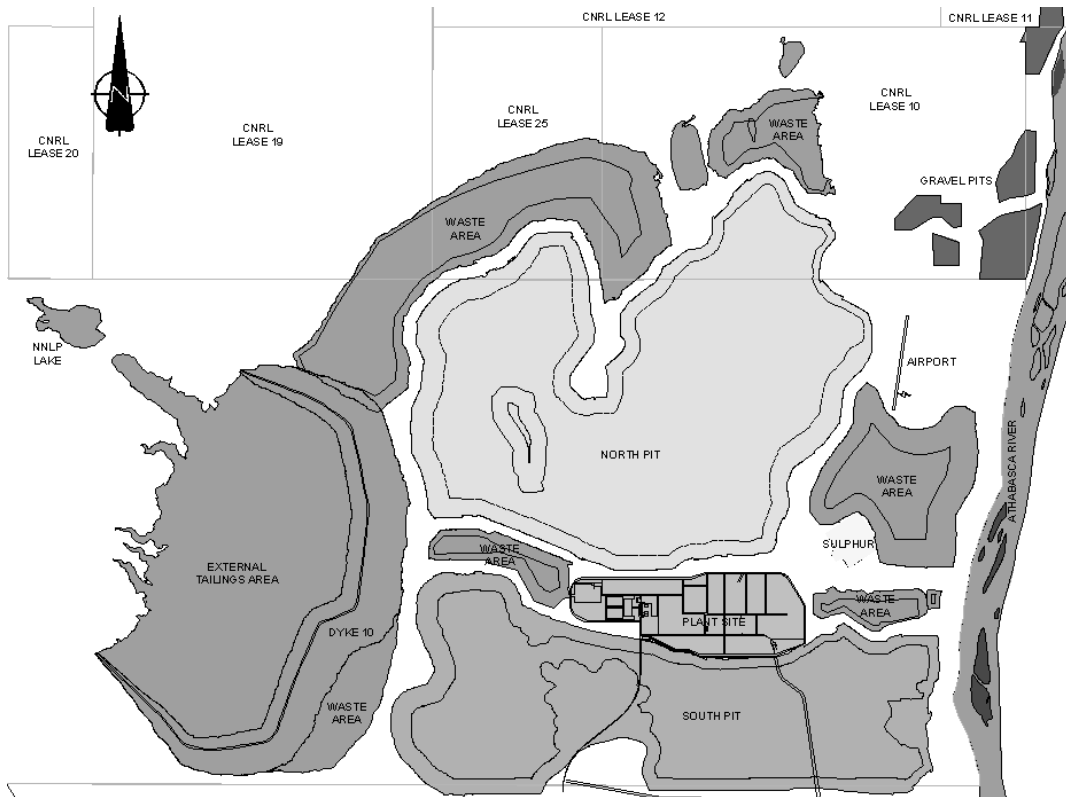 CNRL LEASE 12
CNRL LEASE 11
N
CNRL
LEASE 20
CNRL
LEASE 19
CNRL
LEASE 25
CNRL
LEASE 10
WASTE
AREA
GRAVEL PITS
WASTE
AREA
NNLP
LAKE
AIRPORT
NORTH PIT
ATHABASCA RIVER
WASTE
AREA
SULPHUR
WASTE
AREA
EXTERNAL
TAILINGS AREA
WASTE
AREA
PLANT SITE
DYKE 10
WASTE
AREA
SOUTH PIT